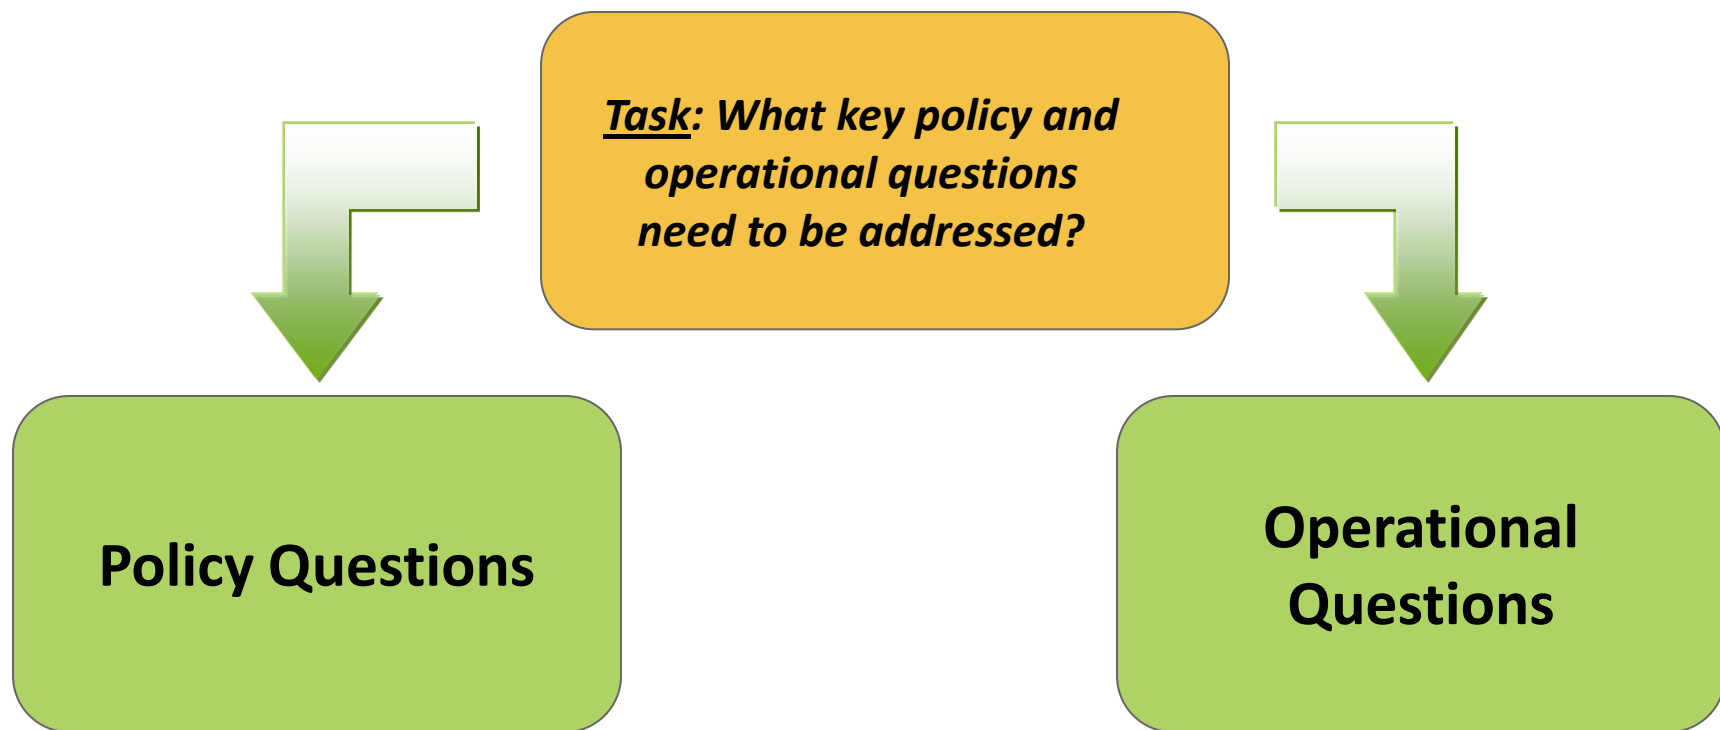 Task: What key policy and
operational questions
need to be addressed?
Policy Questions
Operational
Questions